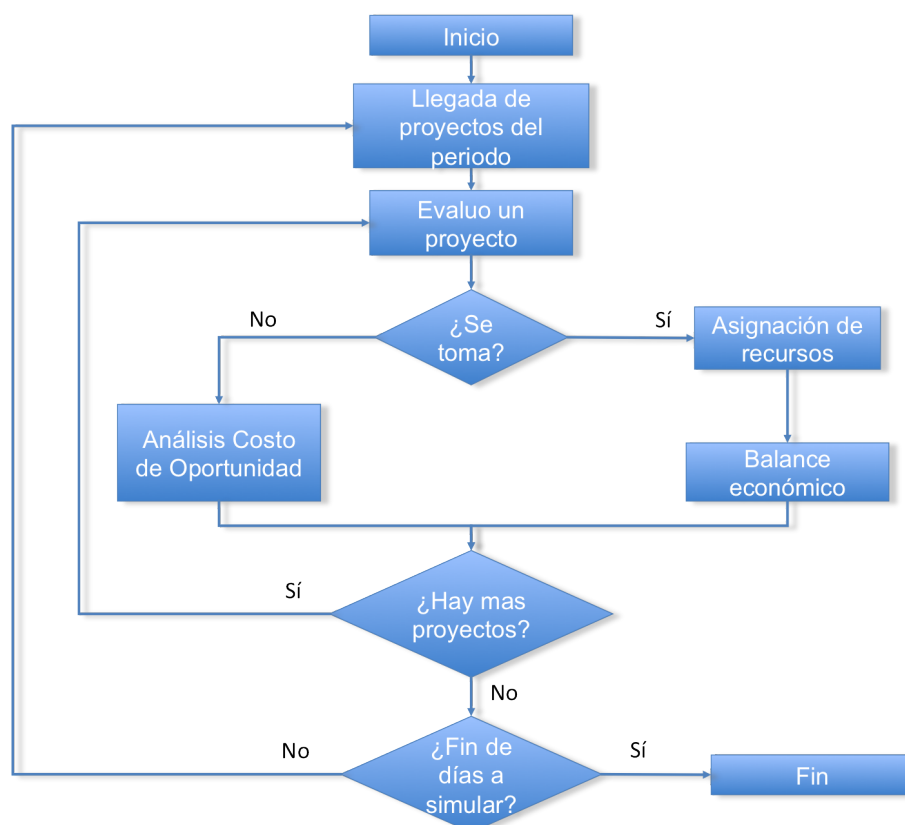 Inicio
Llegada de
proyectos del
periodo
Evaluo un
proyecto
¿Se
toma?
No
Sí
Asignación de
recursos
Análisis Costo
de Oportunidad
Balance
económico
¿Hay mas
proyectos?
Sí
No
¿Fin de
días a
simular?
No
Sí
Fin